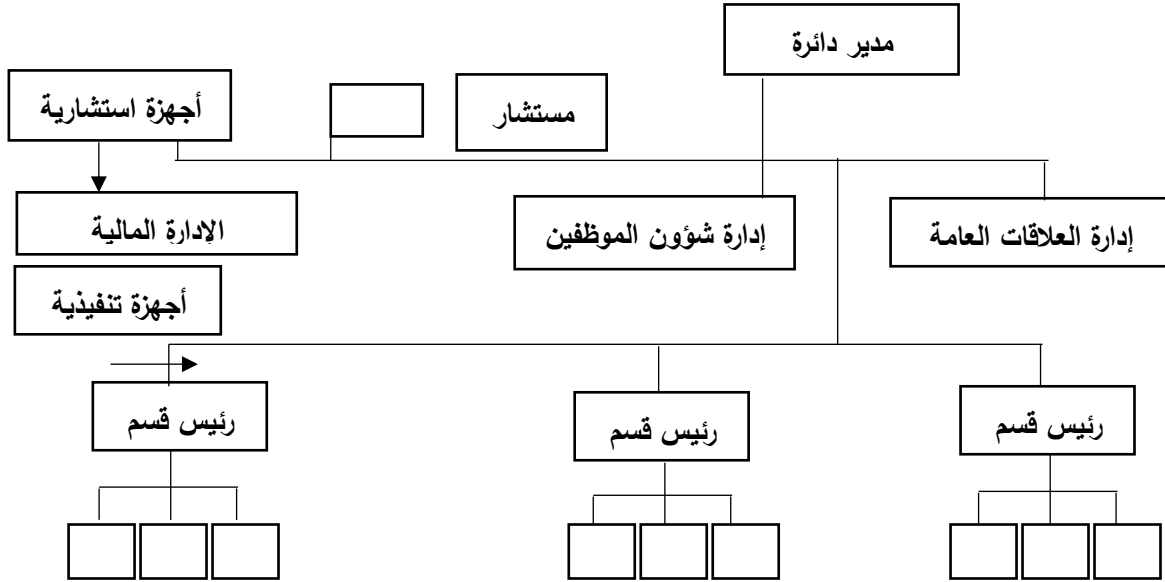 مدير دائرة
أجهزة استشارية
مستشار
إدارة العلاقات العامة
إدارة شؤون الموظفين
الإدارة المالية
أجهزة تنفيذية
رئيس قسم
رئيس قسم
رئيس قسم